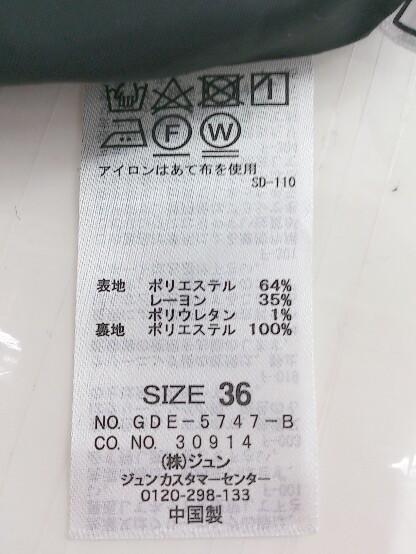 F W
アイロンはあて布を使用
SD-110
表地 ポリエステル 64%
レーヨン 35%
ポリウレタン 1%
裏地 ポリエステル 100%
SIZE 36
NO. GDE-5747-B
CO. NO. 30914
(株)ジュン
ジュンカスタマーセンター
0120-298-133
中国製